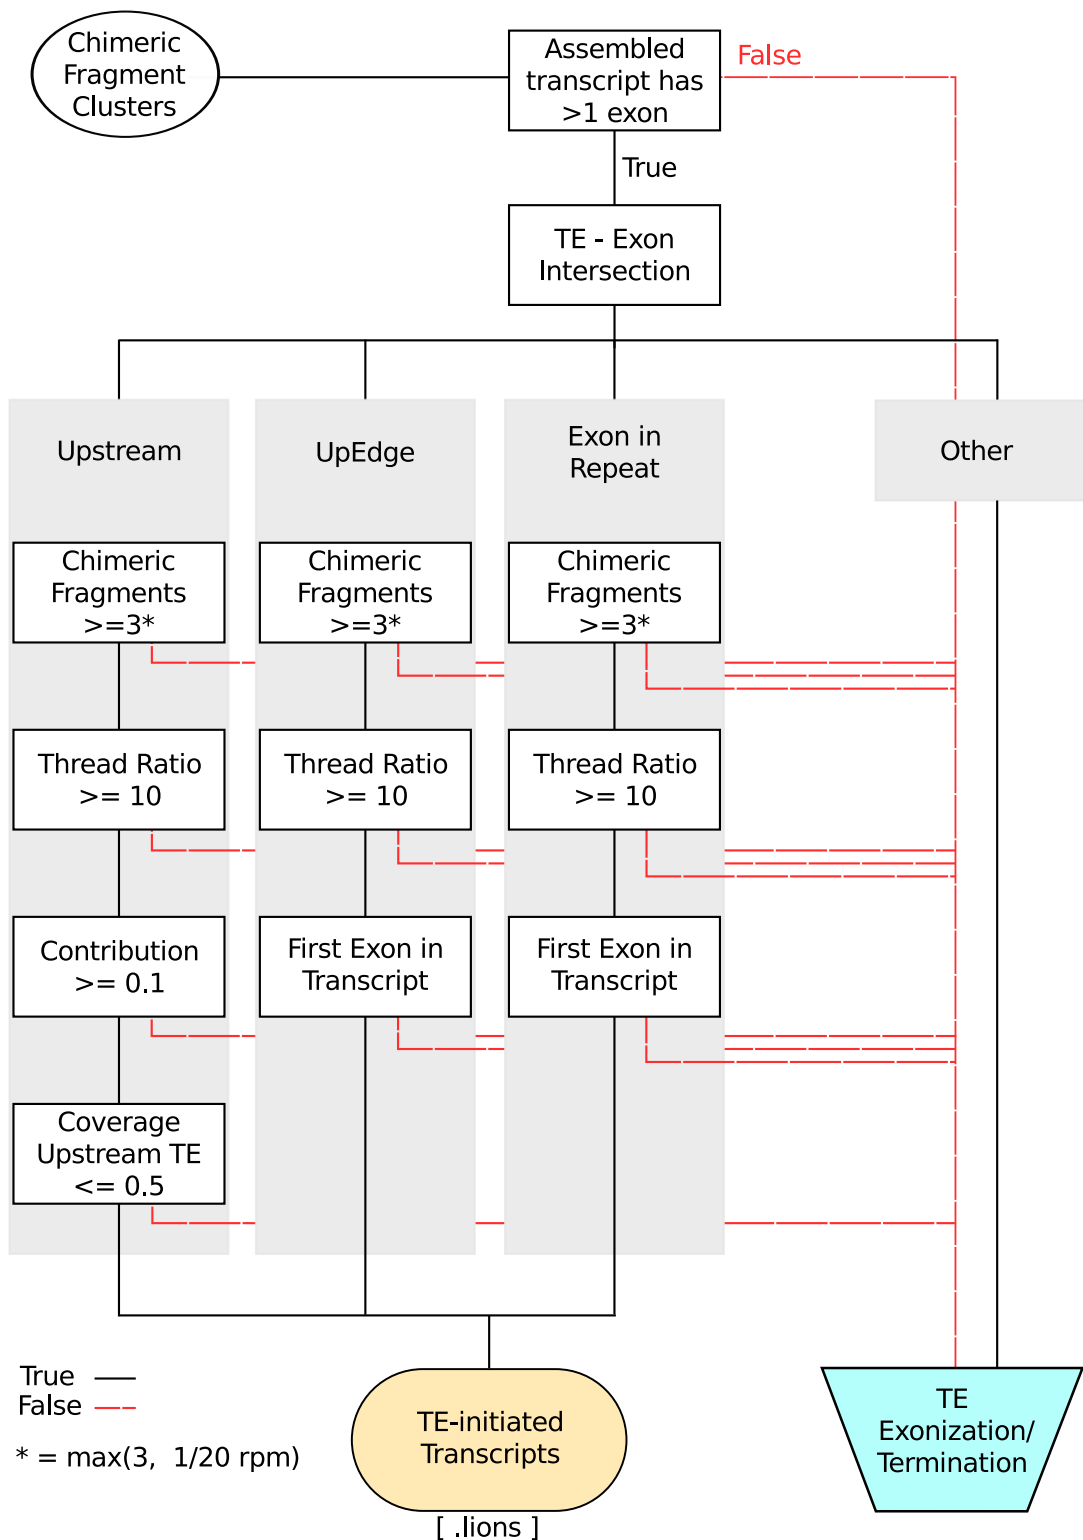 Chimeric
Fragment
Clusters
Assembled
transcript has
>1 exon
False
True
TE - Exon
Intersection
Upstream
UpEdge
Exon in
Repeat
Other
Chimeric
Fragments
>=3*
Chimeric
Fragments
>=3*
Chimeric
Fragments
>=3*
Thread Ratio
>= 10
Thread Ratio
>= 10
Thread Ratio
>= 10
Contribution
>= 0.1
First Exon in
Transcript
First Exon in
Transcript
Coverage
Upstream TE
<= 0.5
True
False
* = max(3, 1/20 rpm)
TE-initiated
Transcripts
[ .lions ]
TE
Exonization/
Termination